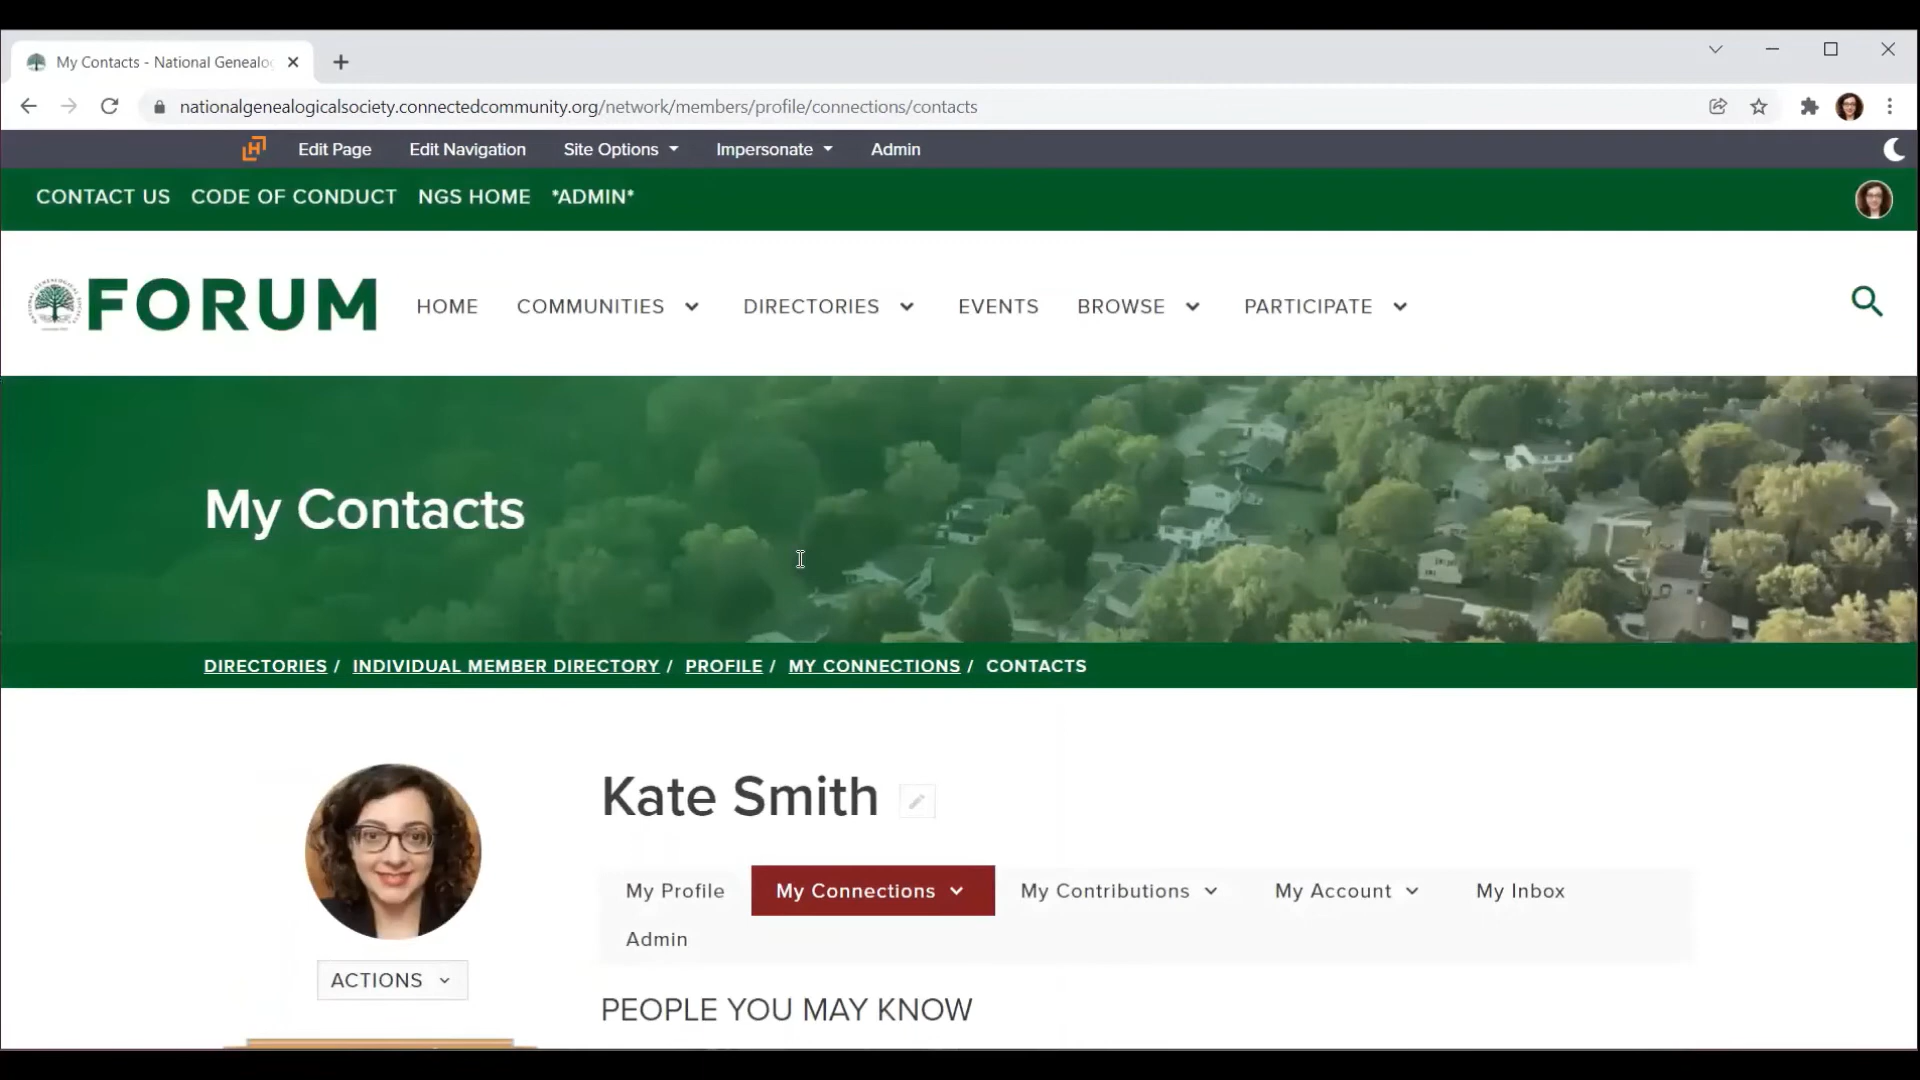 My Contacts - National Genealo
nationalgenealogicalsociety.connectedcommunity.org/network/members/profile/connections/contacts
Edit Page Edit Navigation Site Options Impersonate Admin
CONTACT US CODE OF CONDUCT NGS HOME *ADMIN*
FORUM HOME COMMUNITIES DIRECTORIES EVENTS BROWSE PARTICIPATE
My Contacts
DIRECTORIES / INDIVIDUAL MEMBER DIRECTORY / PROFILE / MY CONNECTIONS / CONTACTS
Kate Smith
My Profile My Connections My Contributions My Account My Inbox
Admin
ACTIONS
PEOPLE YOU MAY KNOW